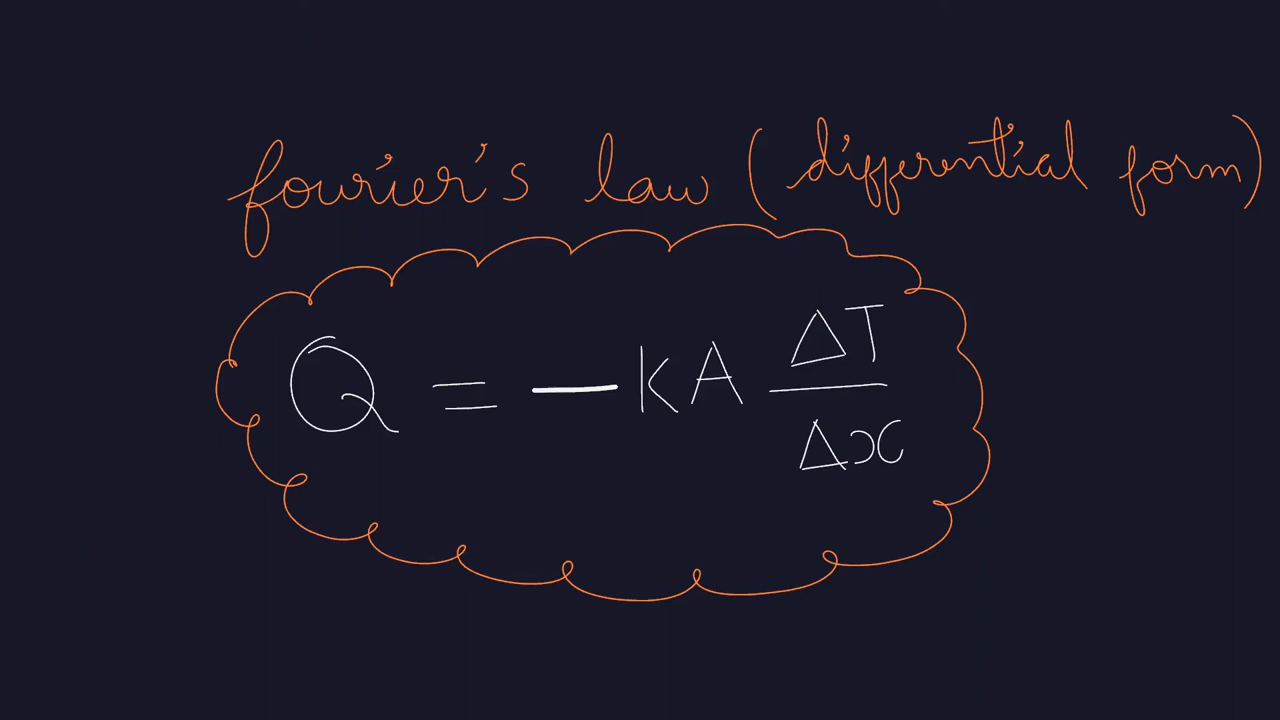 fourier's law (differential form)
Q = - kA ΔT/Δx